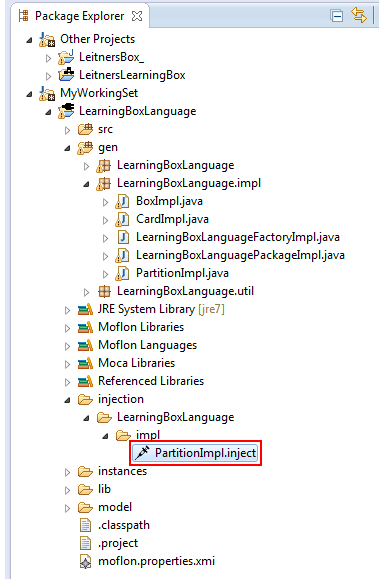 Package Explorer
Other Projects
LeitnersBox_
LeitnersLearningBox
MyWorkingSet
LearningBoxLanguage
src
gen
LearningBoxLanguage
LearningBoxLanguage.impl
BoxImpl.java
CardImpl.java
LearningBoxLanguageFactoryImpl.java
LearningBoxLanguagePackageImpl.java
PartitionImpl.java
LearningBoxLanguage.util
JRE System Library [jre7]
Moflon Libraries
Moflon Languages
Moca Libraries
Referenced Libraries
injection
LearningBoxLanguage
impl
PartitionImpl.inject
instances
lib
model
.classpath
.project
moflon.properties.xmi